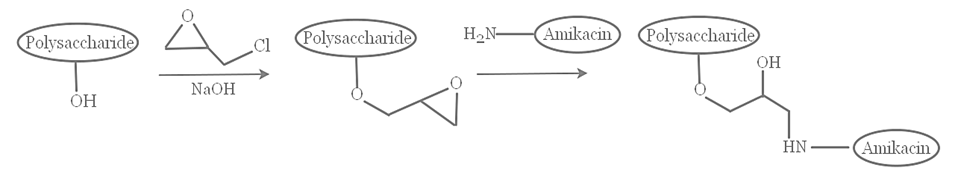 Polysaccharide
OH
O
Cl
NaOH
Polysaccharide
O
O
H2N
Amikacin
Polysaccharide
O
OH
HN
Amikacin